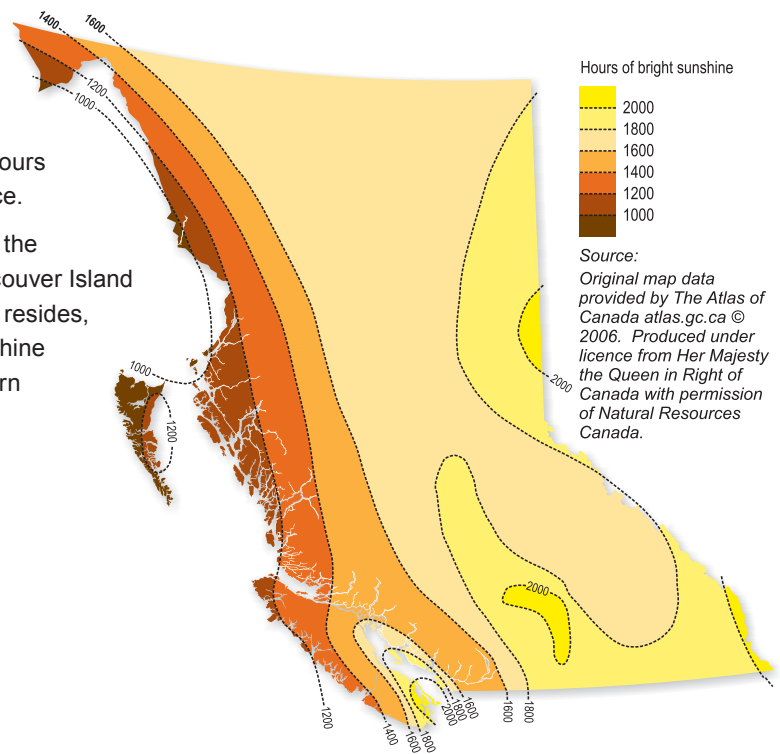 ours
ce.
the
couver Island
resides,
hine
rn
1400
1600
1200
1000
1000
1200
2000
2000
1200
1400
1600
1800
2000
1800
1600
1600
1800
Hours of bright sunshine
2000
1800
1600
1400
1200
1000
Source:
Original map data
provided by The Atlas of
Canada atlas.gc.ca ©
2006. Produced under
licence from Her Majesty
the Queen in Right of
Canada with permission
of Natural Resources
Canada.